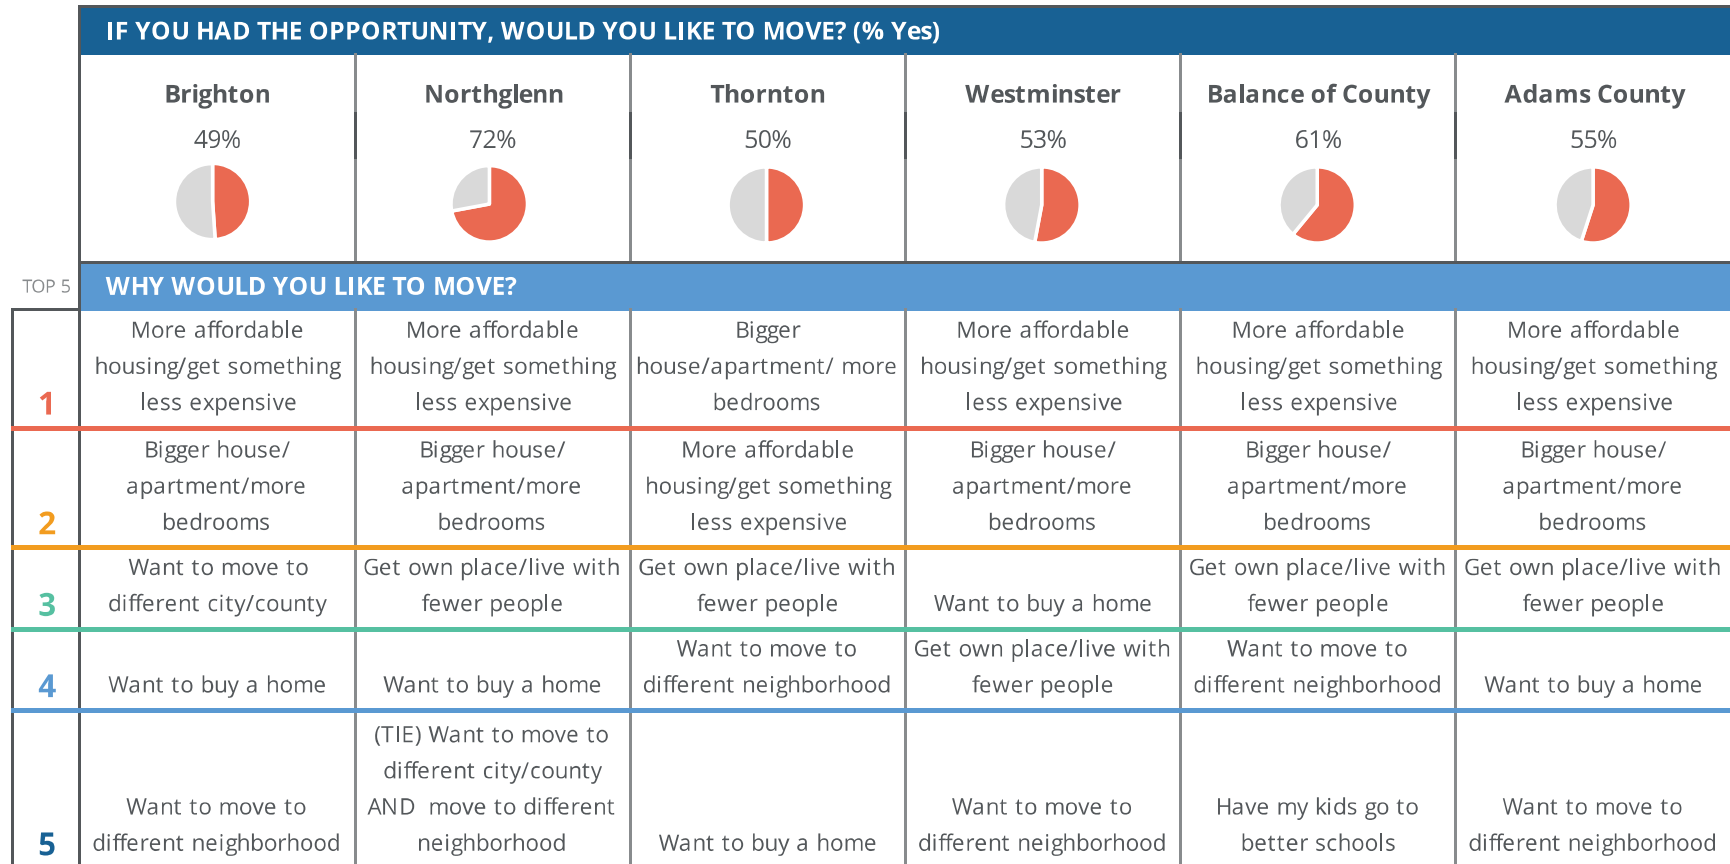 IF YOU HAD THE OPPORTUNITY, WOULD YOU LIKE TO MOVE? (% Yes)
Brighton Northglenn Thornton Westminster Balance of County Adams County
49% 72% 50% 53% 61% 55%
TOP 5 WHY WOULD YOU LIKE TO MOVE?
1
More affordable
housing/get something
less expensive
More affordable
housing/get something
less expensive
Bigger
house/apartment/ more
bedrooms
More affordable
housing/get something
less expensive
More affordable
housing/get something
less expensive
More affordable
housing/get something
less expensive
2
Bigger house/
apartment/more
bedrooms
Bigger house/
apartment/more
bedrooms
More affordable
housing/get something
less expensive
Bigger house/
apartment/more
bedrooms
Bigger house/
apartment/more
bedrooms
Bigger house/
apartment/more
bedrooms
3
Want to move to
different city/county
Get own place/live with
fewer people
Get own place/live with
fewer people
Want to buy a home
Get own place/live with
fewer people
Get own place/live with
fewer people
4
Want to buy a home
Want to buy a home
Want to move to
different neighborhood
Get own place/live with
fewer people
Want to move to
different neighborhood
Want to buy a home
5
Want to move to
different neighborhood
(TIE) Want to move to
different city/county
AND move to different
neighborhood
Want to buy a home
Want to move to
different neighborhood
Have my kids go to
better schools
Want to move to
different neighborhood